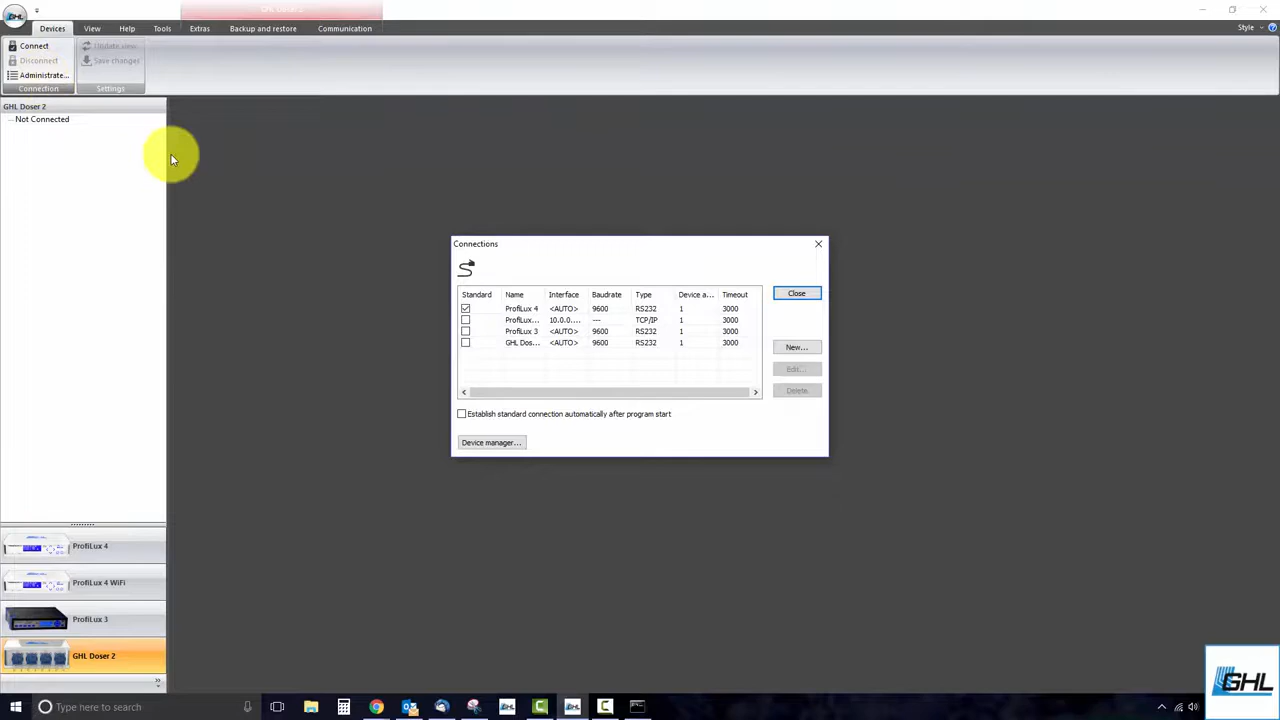 GHL
GHL Doser 2
Devices View Help Tools Extras Backup and restore Communication Style
Connect Update view
Disconnect Save changes
Administrate...
Connection Settings
GHL Doser 2
Not Connected
Connections
Standard Name Interface Baudrate Type Device a... Timeout
ProfiLux 4 <AUTO> 9600 RS232 1 3000
ProfiLux... 10.0.0.... --- TCP/IP 1 3000
ProfiLux 3 <AUTO> 9600 RS232 1 3000
GHL Dos... <AUTO> 9600 RS232 1 3000
Close
New...
Edit...
Delete
Establish standard connection automatically after program start
Device manager...
ProfiLux 4
ProfiLux 4 WiFi
ProfiLux 3
GHL Doser 2
Type here to search
GHL